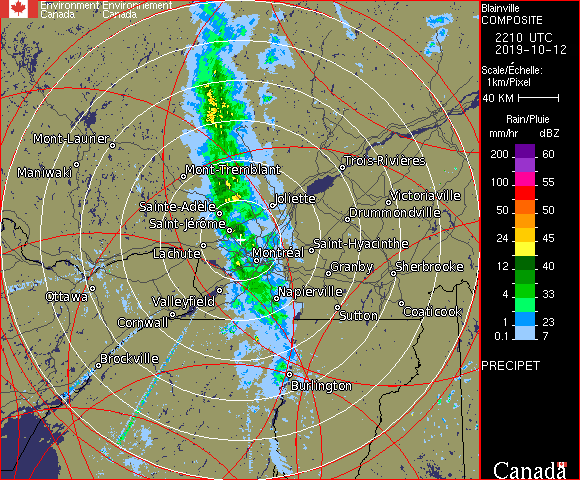 Environment Environnement
Canada Canada
Blainville
COMPOSITE
2210 UTC
2019-10-12
Scale/Échelle:
1km/Pixel
40 KM
Rain/Pluie
mm/hr dBZ
200 60
100 55
50 50
24 45
12 40
4 33
1 23
0.1 7
PRECIPET
Canada
Mont-Laurier
Maniwaki
Mont-Tremblant
Trois-Rivières
Sainte-Adèle
Joliette
Victoriaville
Drummondville
Saint-Jérôme
Lachute
Montréal
Saint-Hyacinthe
Granby
Sherbrooke
Ottawa
Valleyfield
Napierville
Cornwall
Sutton
Coaticook
Brockville
Burlington